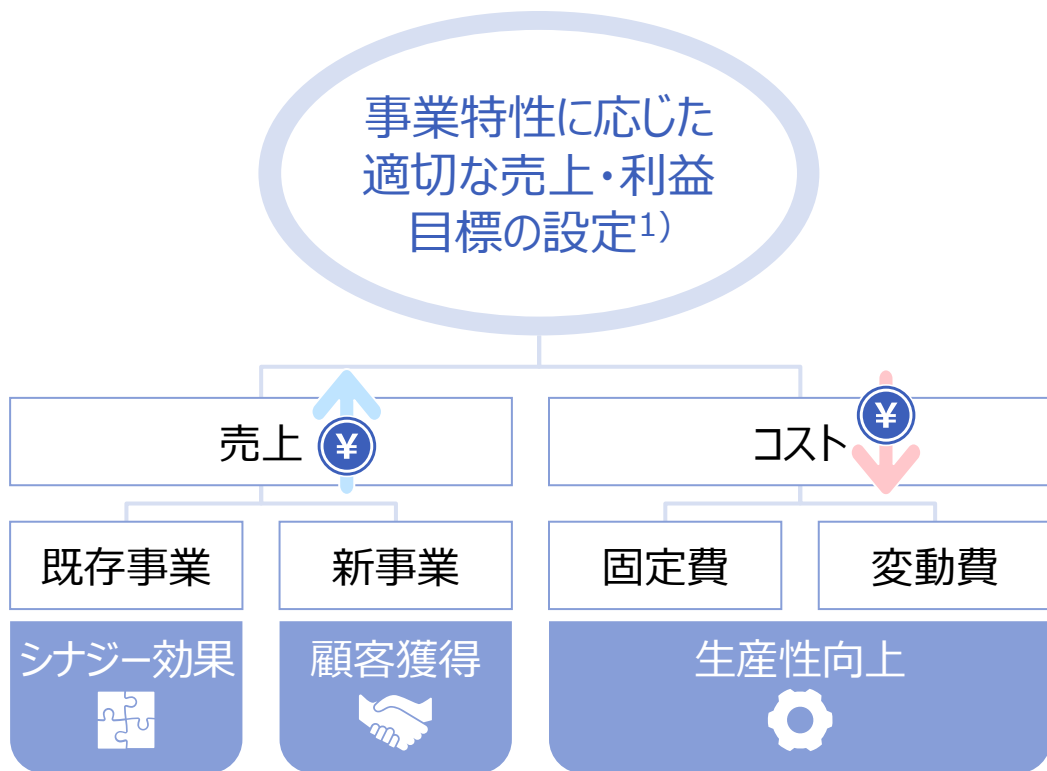 事業特性に応じた
適切な売上・利益
目標の設定1)
売上 ¥
コスト ¥
既存事業
新事業
固定費
変動費
シナジー効果
顧客獲得
生産性向上